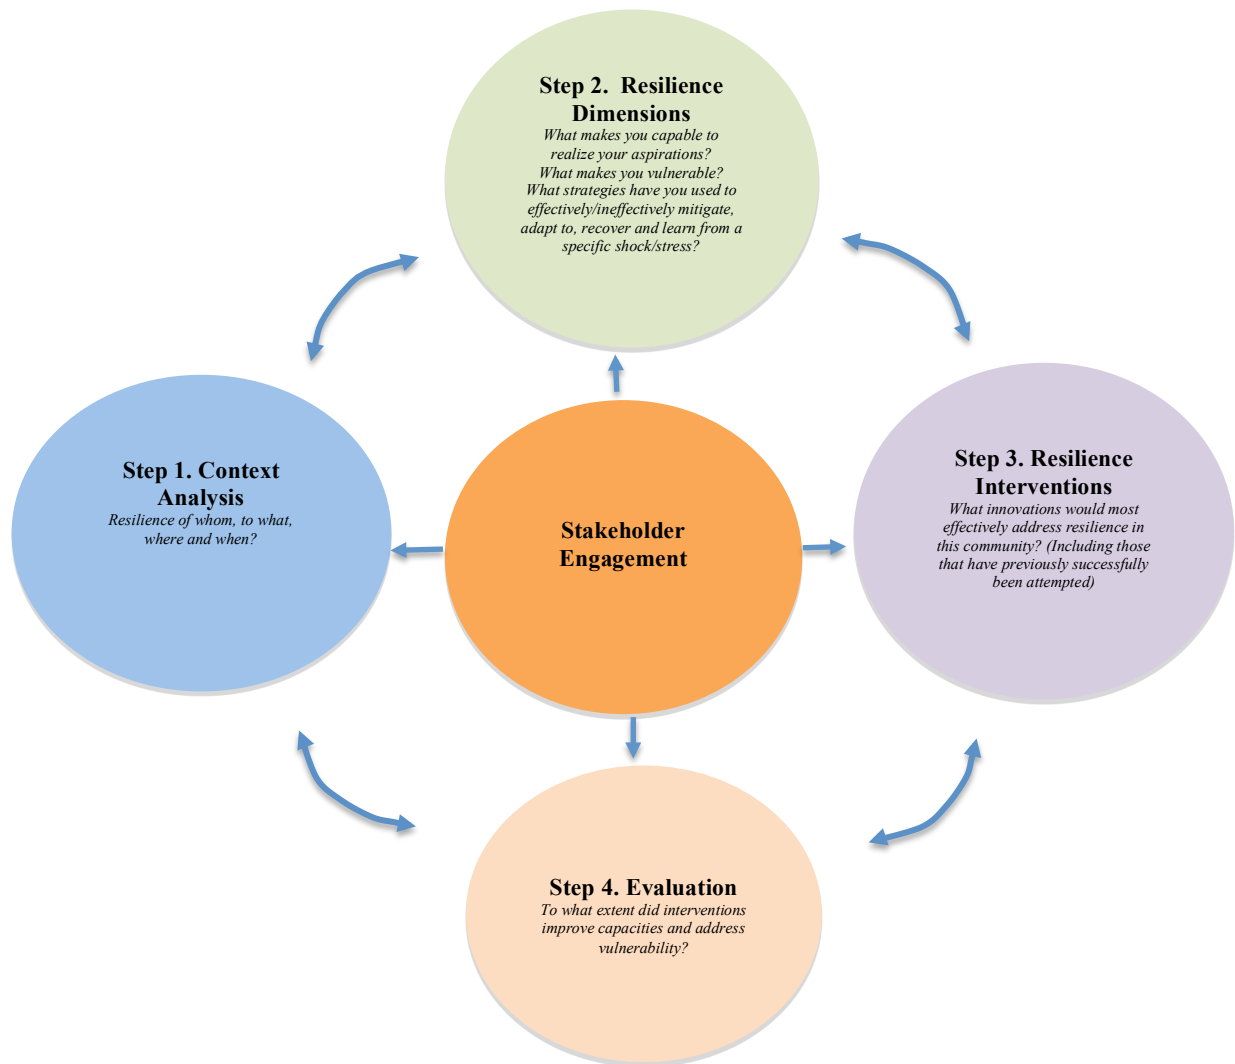 Step 2.  Resilience
Dimensions
What makes you capable to
realize your aspirations?
What makes you vulnerable?
What strategies have you used to
effectively/ineffectively mitigate,
adapt to, recover and learn from a
specific shock/stress?
Step 1. Context
Analysis
Resilience of whom, to what,
where and when?
Stakeholder
Engagement
Step 3. Resilience
Interventions
What innovations would most
effectively address resilience in
this community? (Including those
that have previously successfully
been attempted)
Step 4. Evaluation
To what extent did interventions
improve capacities and address
vulnerability?